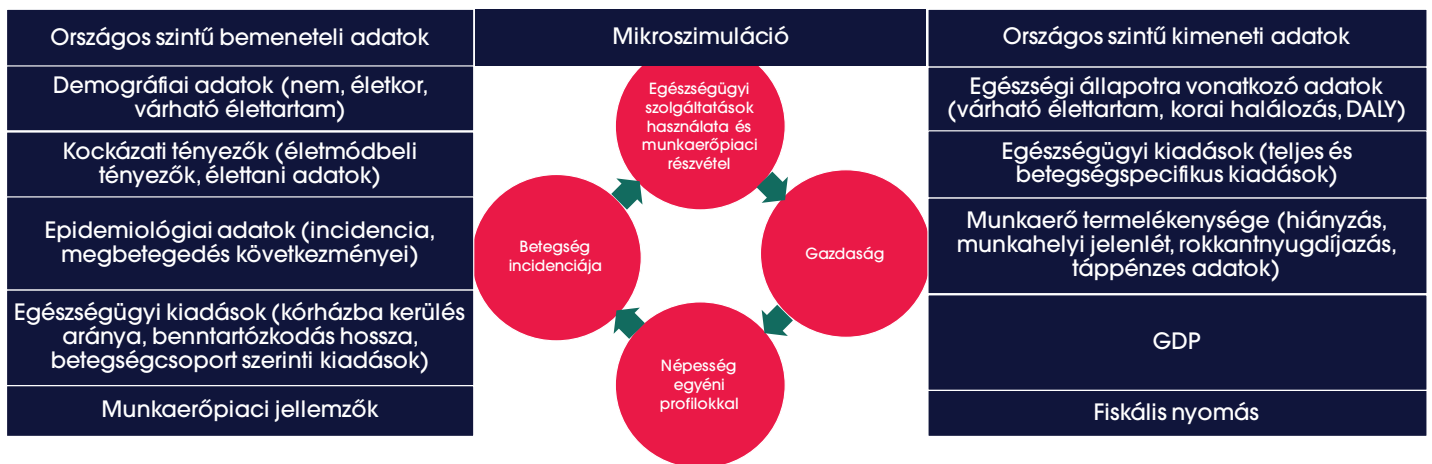 Országos szintű bemeneteli adatok
Demográfiai adatok (nem, életkor,
várható élettartam)
Kockázati tényezők (életmódbeli
tényezők, élettani adatok)
Epidemiológiai adatok (incidencia,
megbetegedés következményei)
Egészségügyi kiadások (kórházba kerülés
aránya, benntartózkodás hossza,
betegségcsoport szerinti kiadások)
Munkaerőpiaci jellemzők
Mikroszimuláció
Egészségügyi
szolgáltatások
használata és
munkaerőpiaci
részvétel
Betegség
incidenciája
Gazdaság
Népesség
egyéni
profilokkal
Országos szintű kimeneti adatok
Egészségi állapotra vonatkozó adatok
(várható élettartam, korai halálozás, DALY)
Egészségügyi kiadások (teljes és
betegségspecifikus kiadások)
Munkaerő termelékenysége (hiányzás,
munkahelyi jelenlét, rokkantnyugdíjazás,
táppénzes adatok)
GDP
Fiskális nyomás